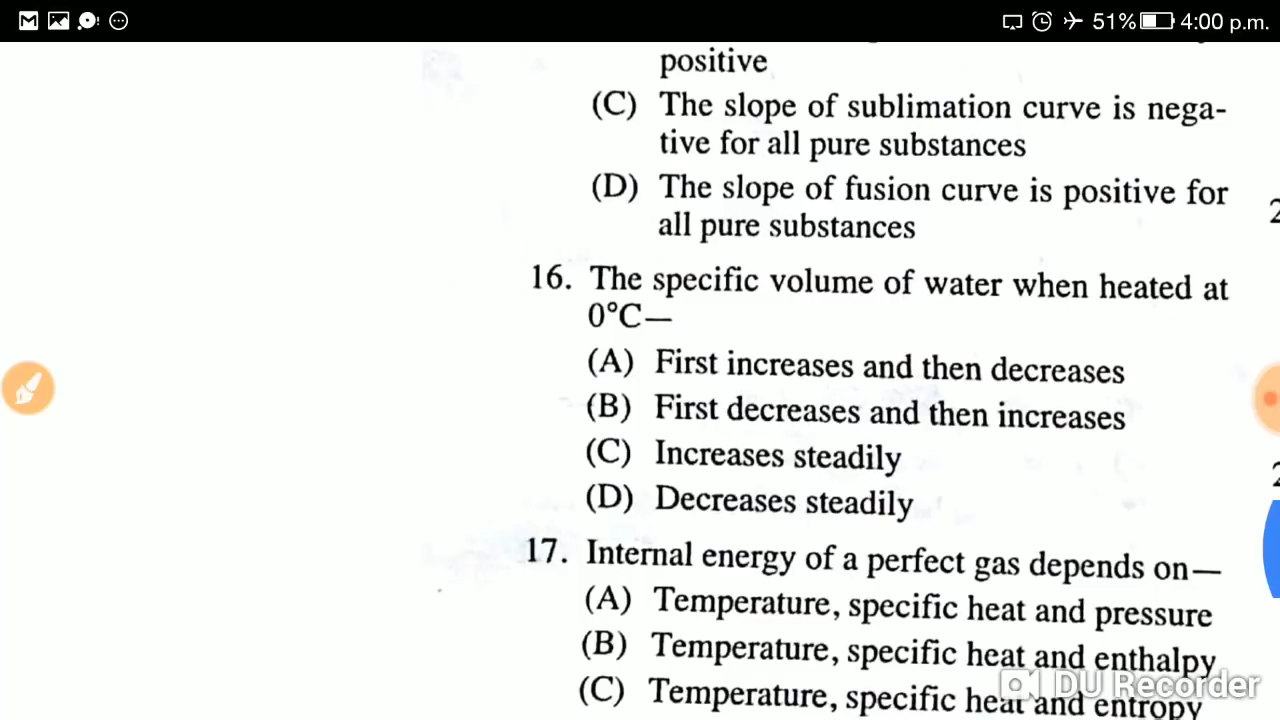 51% 4:00 p.m.
positive
(C) The slope of sublimation curve is nega-
tive for all pure substances
(D) The slope of fusion curve is positive for
all pure substances
16. The specific volume of water when heated at
0°C—
(A) First increases and then decreases
(B) First decreases and then increases
(C) Increases steadily
(D) Decreases steadily
17. Internal energy of a perfect gas depends on—
(A) Temperature, specific heat and pressure
(B) Temperature, specific heat and enthalpy
(C) Temperature, specific heat and entropy
DU Recorder